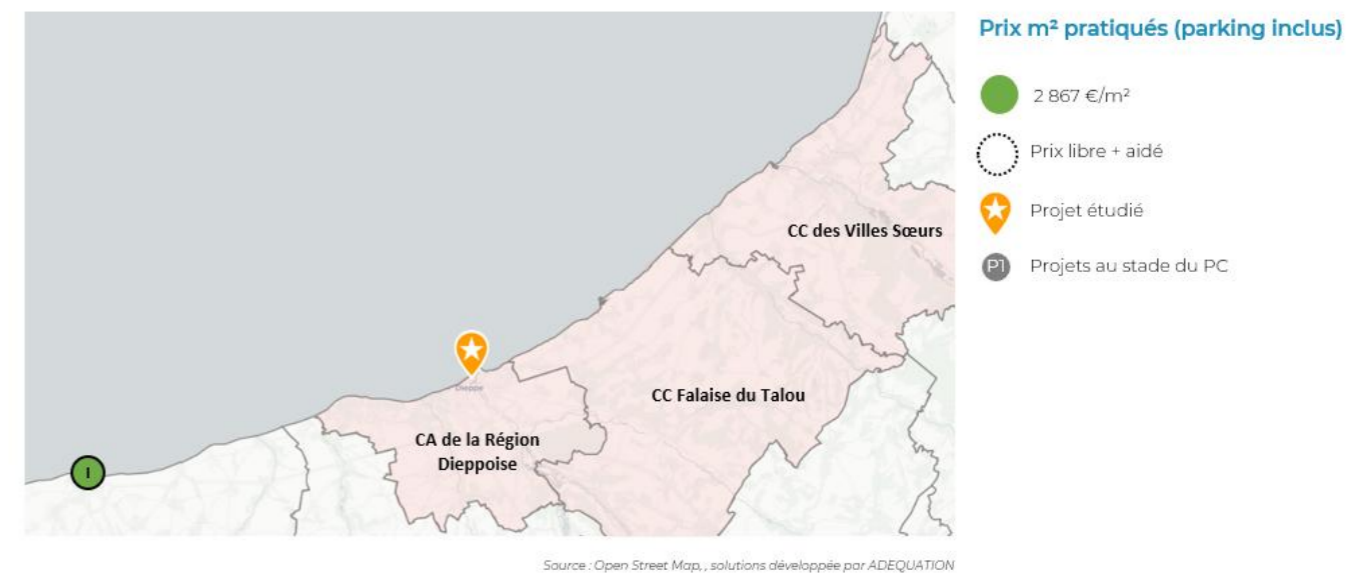 Prix m² pratiqués (parking inclus)
2 867 €/m²
Prix libre + aidé
Projet étudié
P1 Projets au stade du PC
CC des Villes Sœurs
CC Falaise du Talou
Dieppe
CA de la Région
Dieppoise
I
Source : Open Street Map, , solutions développée par ADEQUATION